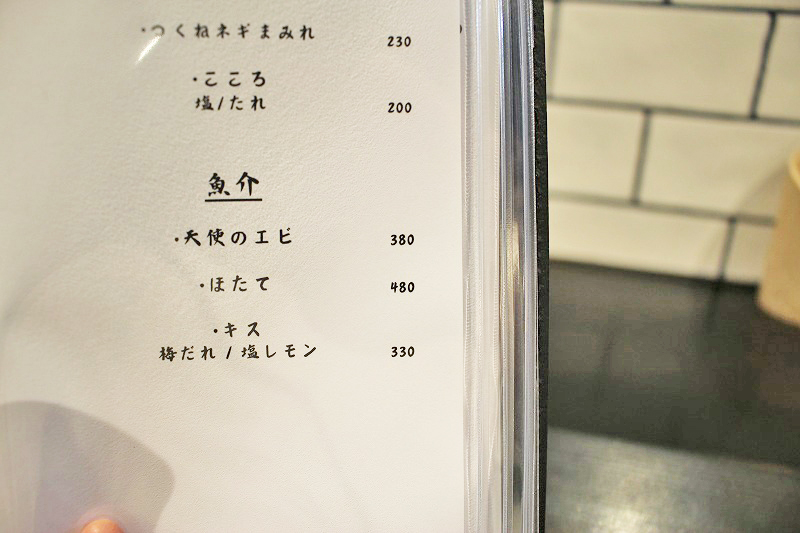 ・つくねネギまみれ 230
・こころ
塩/たれ 200
魚介
・天使のエビ 380
・ほたて 480
・キス
梅だれ / 塩レモン 330